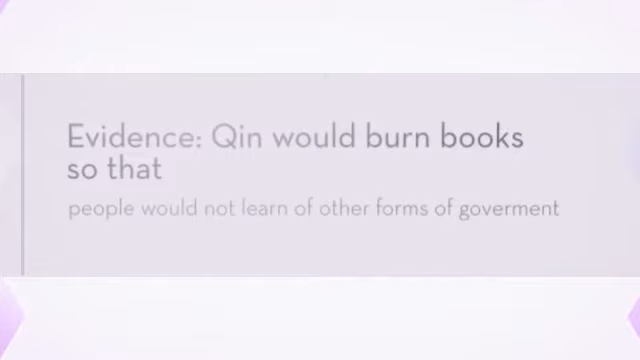 Evidence: Qin would burn books
so that
people would not learn of other forms of goverment